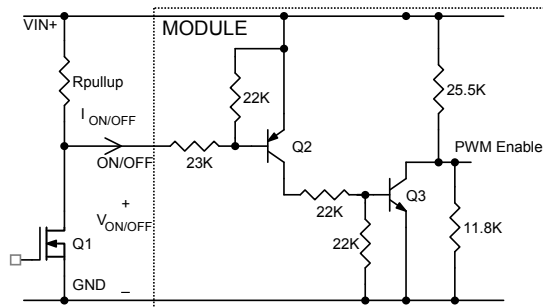 VIN+
MODULE
Rpullup
22K
25.5K
I ON/OFF
ON/OFF
23K
Q2
PWM Enable
+
V ON/OFF
22K
Q3
Q1
22K
11.8K
GND
_